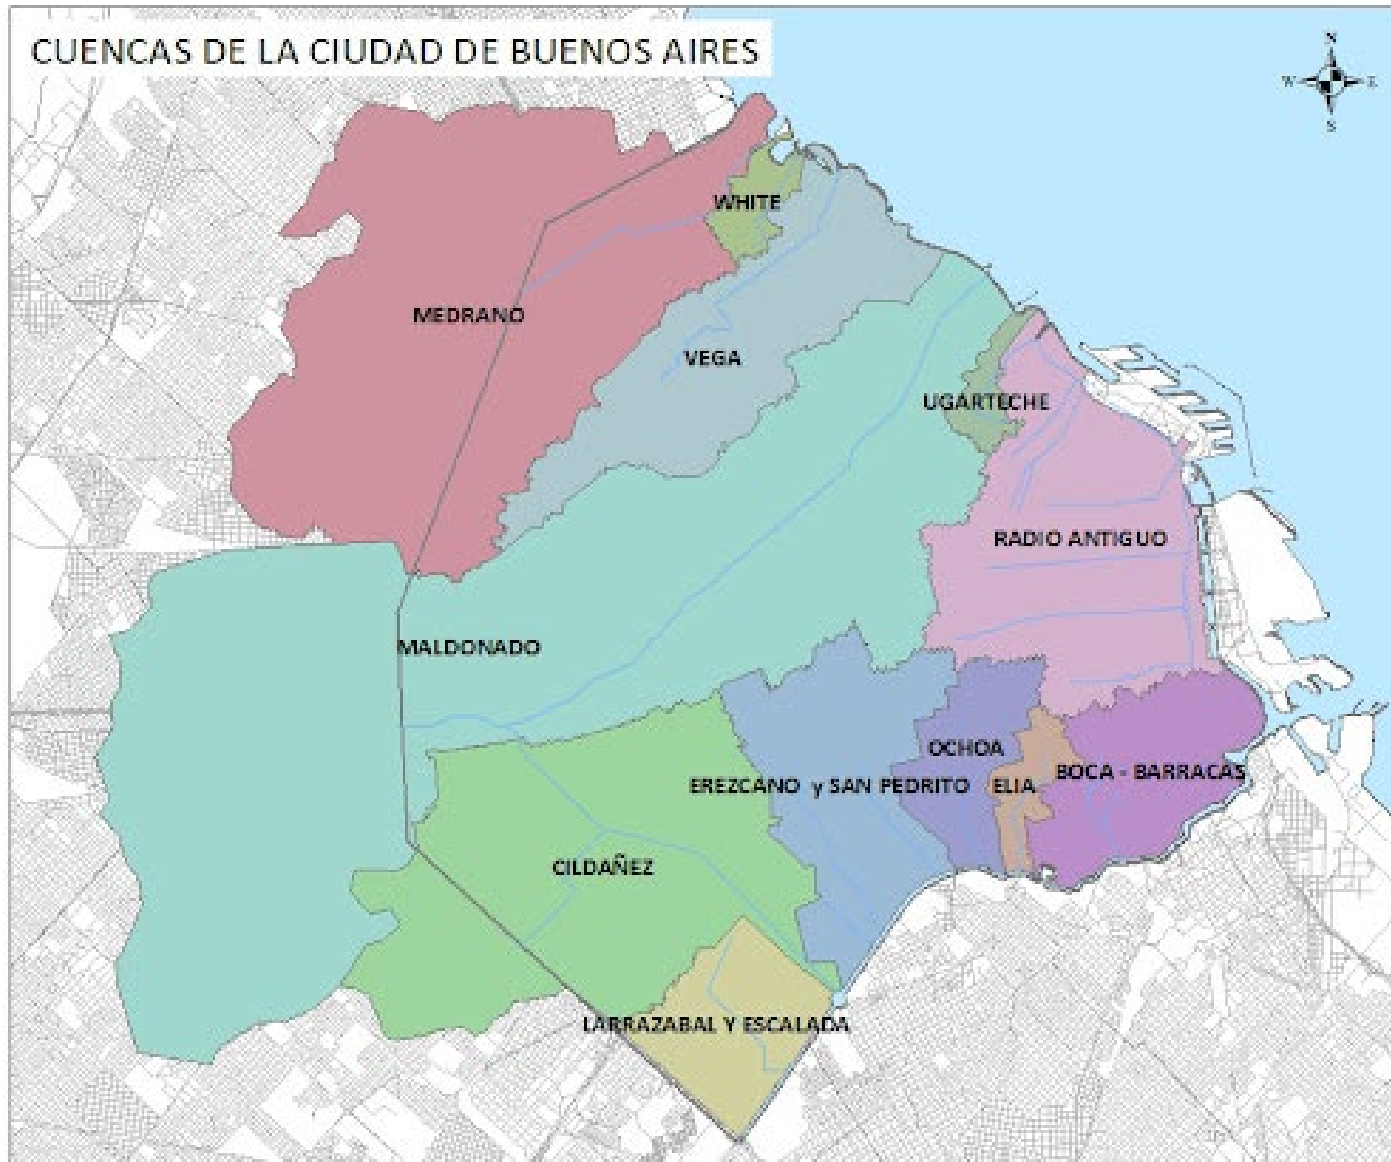 CUENCAS DE LA CIUDAD DE BUENOS AIRES
N
W E
S
WHITE
MEDRANO
VEGA
UGARTECHE
RADIO ANTIGUO
MALDONADO
OCHOA
BOCA - BARRACAS
EREZCANO y SAN PEDRITO
ELIA
CILDAÑEZ
LARRAZABAL Y ESCALADA